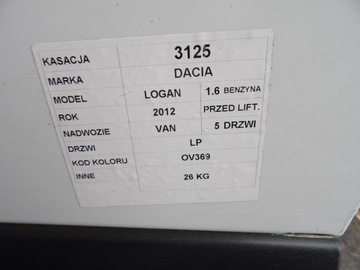 KASACJA 3125
MARKA DACIA
MODEL LOGAN 1.6 BENZYNA
ROK 2012 PRZED LIFT.
NADWOZIE VAN 5 DRZWI
DRZWI LP
KOD KOLORU OV369
INNE 26 KG